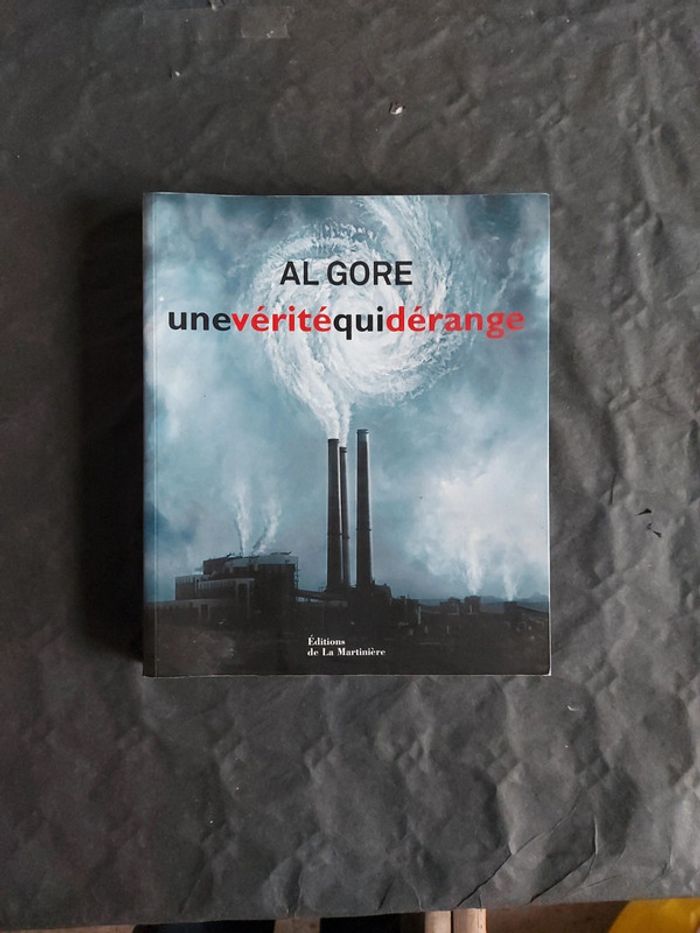 AL GORE
unevéritéquidérange
Éditions
de La Martinière